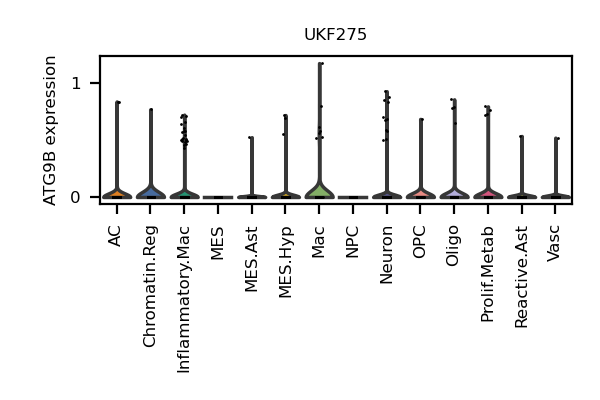 UKF275
ATG9B expression
1
0
AC
Chromatin.Reg
Inflammatory.Mac
MES
MES.Ast
MES.Hyp
Mac
NPC
Neuron
OPC
Oligo
Prolif.Metab
Reactive.Ast
Vasc